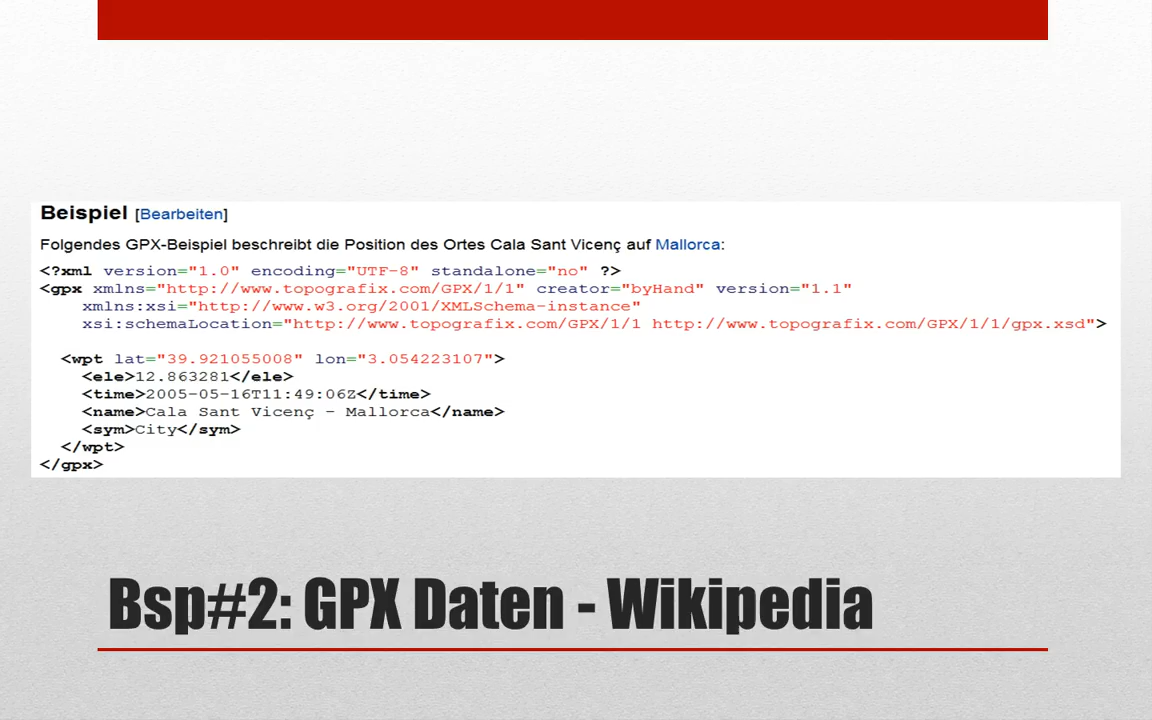 Beispiel [Bearbeiten]
Folgendes GPX-Beispiel beschreibt die Position des Ortes Cala Sant Vicenç auf Mallorca:
<?xml version="1.0" encoding="UTF-8" standalone="no" ?>
<gpx xmlns="http://www.topografix.com/GPX/1/1" creator="byHand" version="1.1"
xmlns:xsi="http://www.w3.org/2001/XMLSchema-instance"
xsi:schemaLocation="http://www.topografix.com/GPX/1/1 http://www.topografix.com/GPX/1/1/gpx.xsd">
<wpt lat="39.921055008" lon="3.054223107">
<ele>12.863281</ele>
<time>2005-05-16T11:49:06Z</time>
<name>Cala Sant Vicenç - Mallorca</name>
<sym>City</sym>
</wpt>
</gpx>
Bsp#2: GPX Daten - Wikipedia